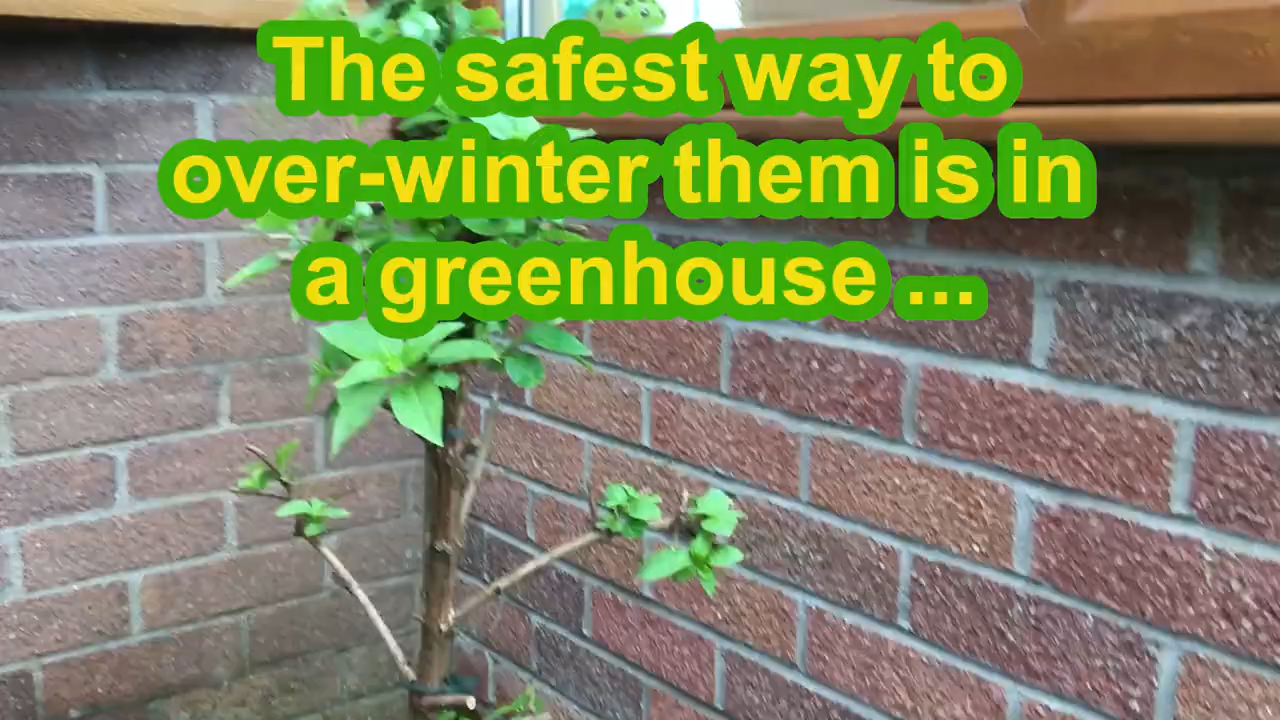 The safest way to
over-winter them is in
a greenhouse ...